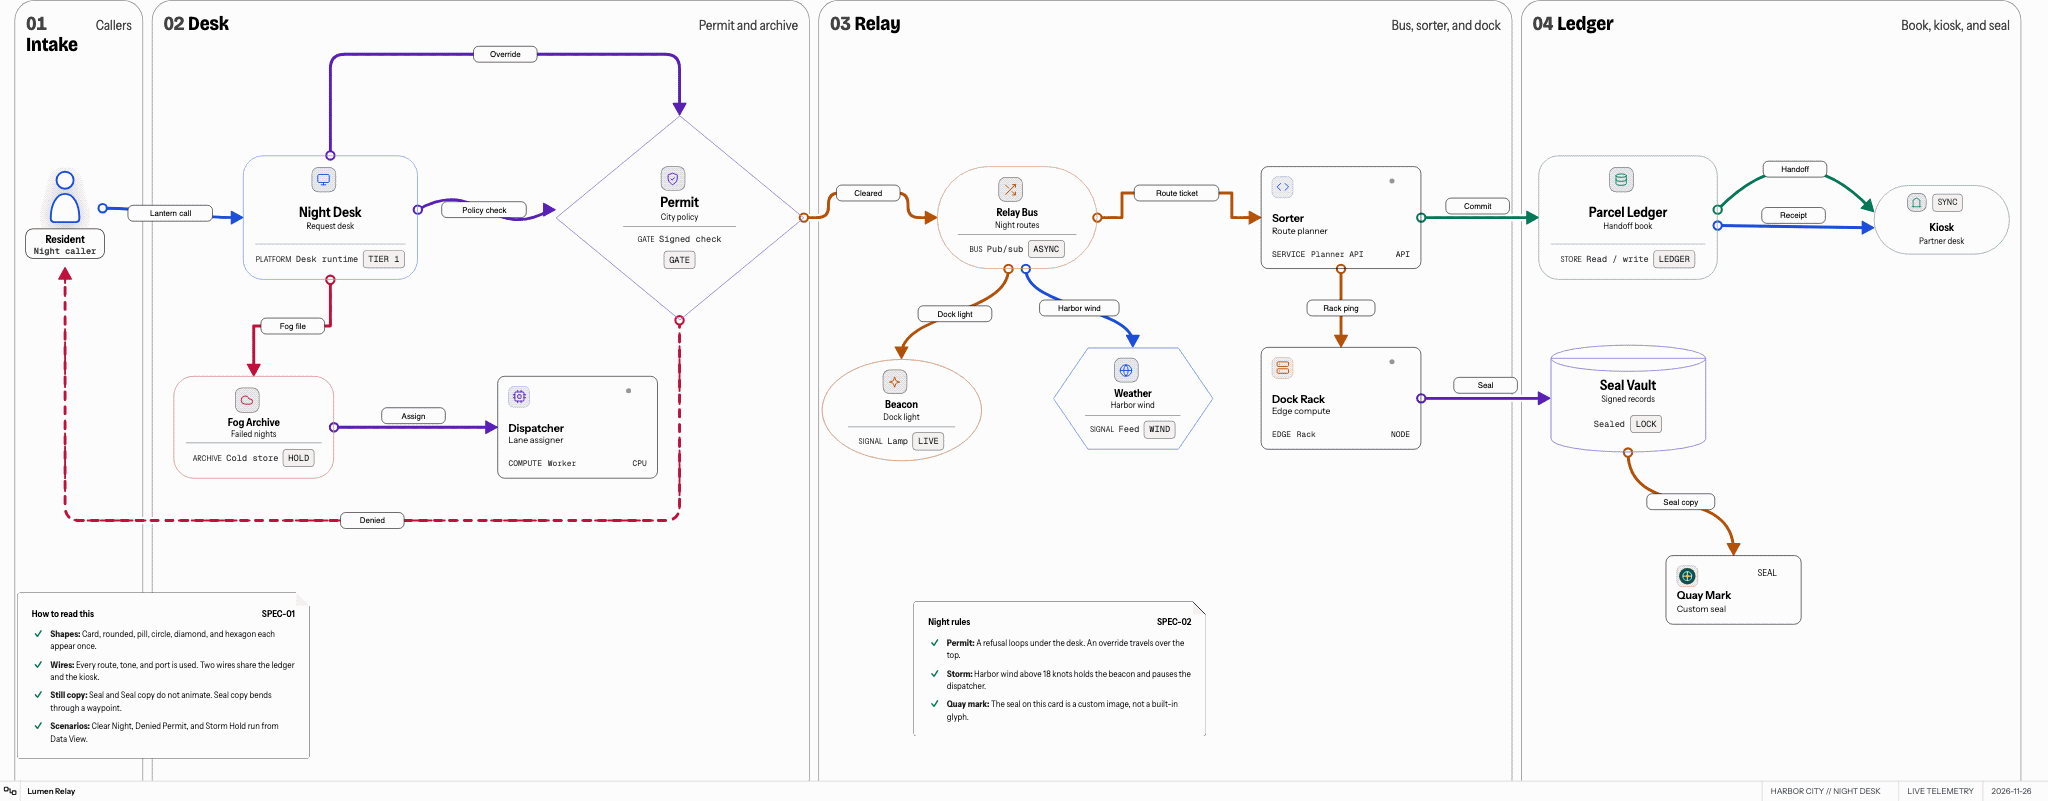 01
Intake
Callers
02 Desk
Permit and archive
03 Relay
Bus, sorter, and dock
04 Ledger
Book, kiosk, and seal
Override
Resident
Night caller
Lantern call
Night Desk
Request desk
PLATFORM Desk runtime TIER 1
Policy check
Permit
City policy
GATE Signed check
GATE
Cleared
Relay Bus
Night routes
BUS Pub/sub ASYNC
Route ticket
Sorter
Route planner
SERVICE Planner API API
Commit
Parcel Ledger
Handoff book
STORE Read / write LEDGER
Handoff
Receipt
SYNC
Kiosk
Partner desk
Fog file
Dock light
Harbor wind
Rack ping
Fog Archive
Failed nights
ARCHIVE Cold store HOLD
Assign
Dispatcher
Lane assigner
COMPUTE Worker CPU
Beacon
Dock light
SIGNAL Lamp LIVE
Weather
Harbor wind
SIGNAL Feed WIND
Dock Rack
Edge compute
EDGE Rack NODE
Seal
Seal Vault
Signed records
Sealed LOCK
Denied
Seal copy
SEAL
Quay Mark
Custom seal
How to read this SPEC-01
Shapes: Card, rounded, pill, circle, diamond, and hexagon each
appear once.
Wires: Every route, tone, and port is used. Two wires share the ledger
and the kiosk.
Still copy: Seal and Seal copy do not animate. Seal copy bends
through a waypoint.
Scenarios: Clear Night, Denied Permit, and Storm Hold run from
Data View.
Night rules SPEC-02
Permit: A refusal loops under the desk. An override travels over the
top.
Storm: Harbor wind above 18 knots holds the beacon and pauses the
dispatcher.
Quay mark: The seal on this card is a custom image, not a built-in
glyph.
Lumen Relay
HARBOR CITY // NIGHT DESK
LIVE TELEMETRY
2026-11-26